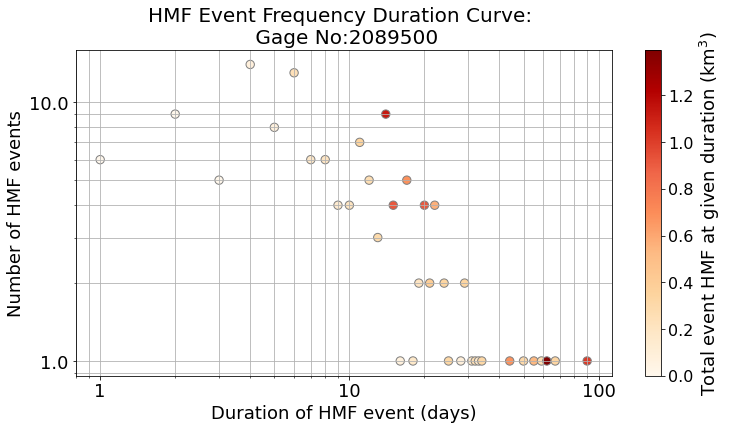 HMF Event Frequency Duration Curve:
Gage No:2089500
Number of HMF events
10.0
1.0
1
10
100
Duration of HMF event (days)
1.2
1.0
0.8
0.6
0.4
0.2
0.0
Total event HMF at given duration (km³)